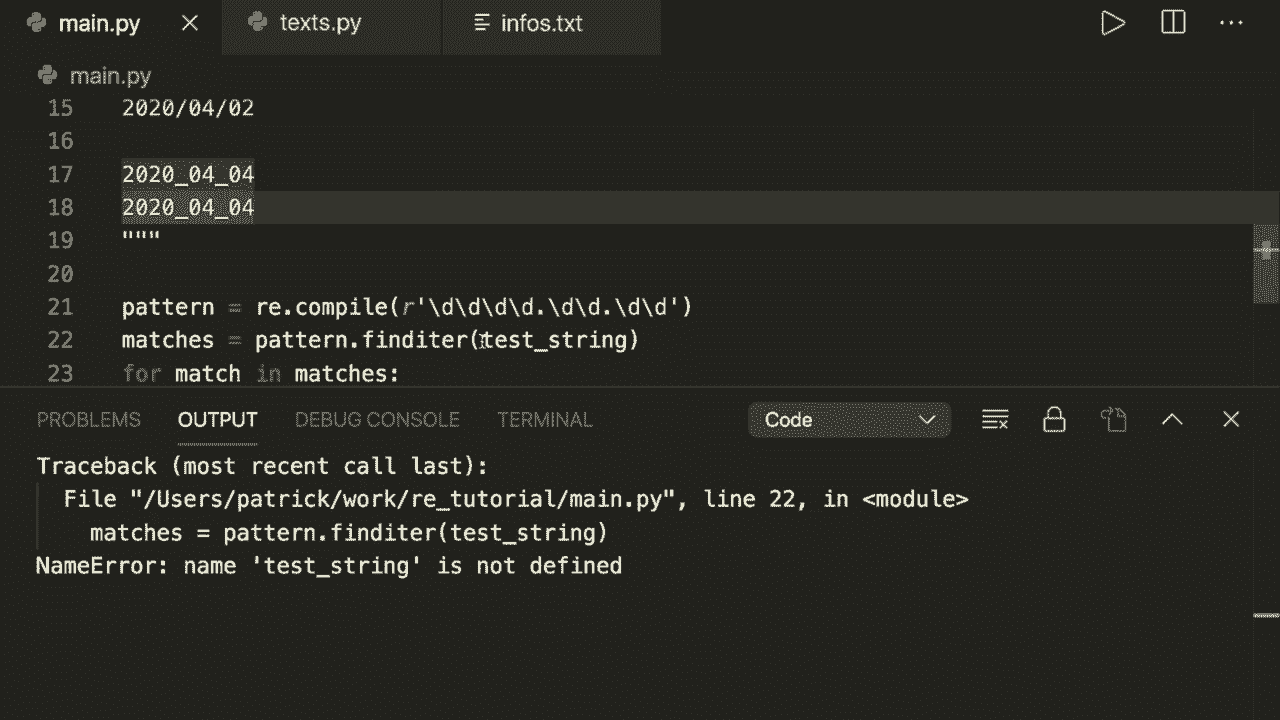 main.py
texts.py
infos.txt
main.py
15 2020/04/02
16
17 2020_04_04
18 2020_04_04
19 """
20
21 pattern = re.compile(r'\d\d\d\d.\d\d.\d\d')
22 matches = pattern.finditer(test_string)
23 for match in matches:
PROBLEMS OUTPUT DEBUG CONSOLE TERMINAL Code
Traceback (most recent call last):
File "/Users/patrick/work/re_tutorial/main.py", line 22, in <module>
matches = pattern.finditer(test_string)
NameError: name 'test_string' is not defined